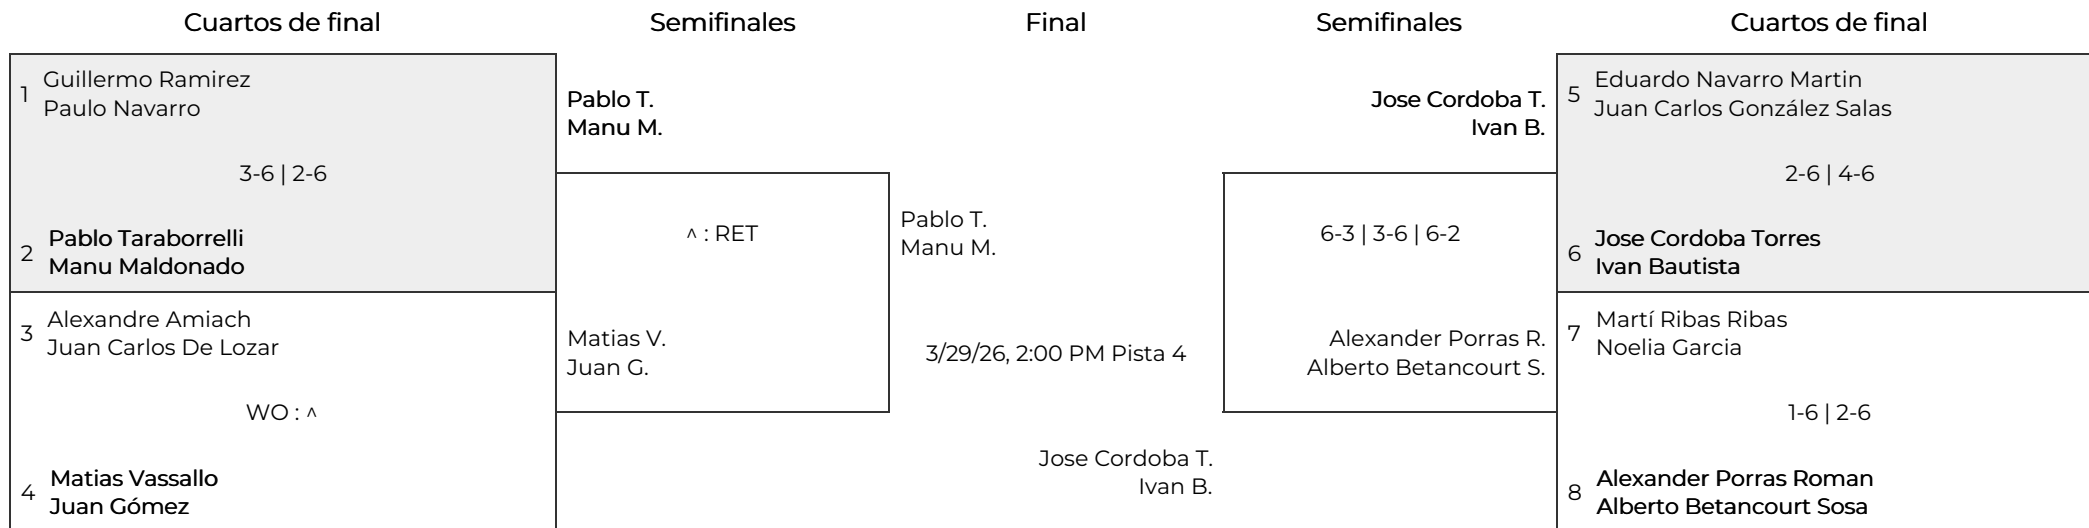 Cuartos de final
Semifinales
Final
Semifinales
Cuartos de final
1
Guillermo Ramirez
Paulo Navarro
3-6 | 2-6
2
Pablo Taraborrelli
Manu Maldonado
3
Alexandre Amiach
Juan Carlos De Lozar
WO : ^
4
Matias Vassallo
Juan Gómez
Pablo T.
Manu M.
^ : RET
Matias V.
Juan G.
Pablo T.
Manu M.
3/29/26, 2:00 PM Pista 4
Jose Cordoba T.
Ivan B.
Jose Cordoba T.
Ivan B.
6-3 | 3-6 | 6-2
Alexander Porras R.
Alberto Betancourt S.
5
Eduardo Navarro Martin
Juan Carlos González Salas
2-6 | 4-6
6
Jose Cordoba Torres
Ivan Bautista
7
Martí Ribas Ribas
Noelia Garcia
1-6 | 2-6
8
Alexander Porras Roman
Alberto Betancourt Sosa